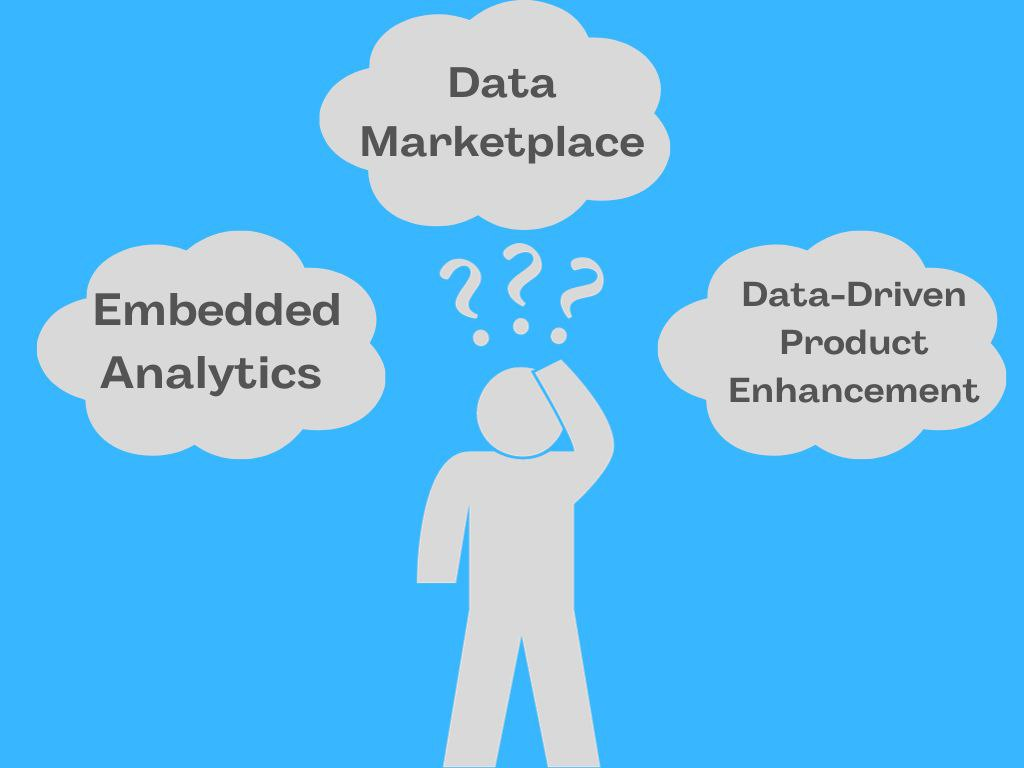 Data
Marketplace
???
Embedded
Analytics
Data-Driven
Product
Enhancement